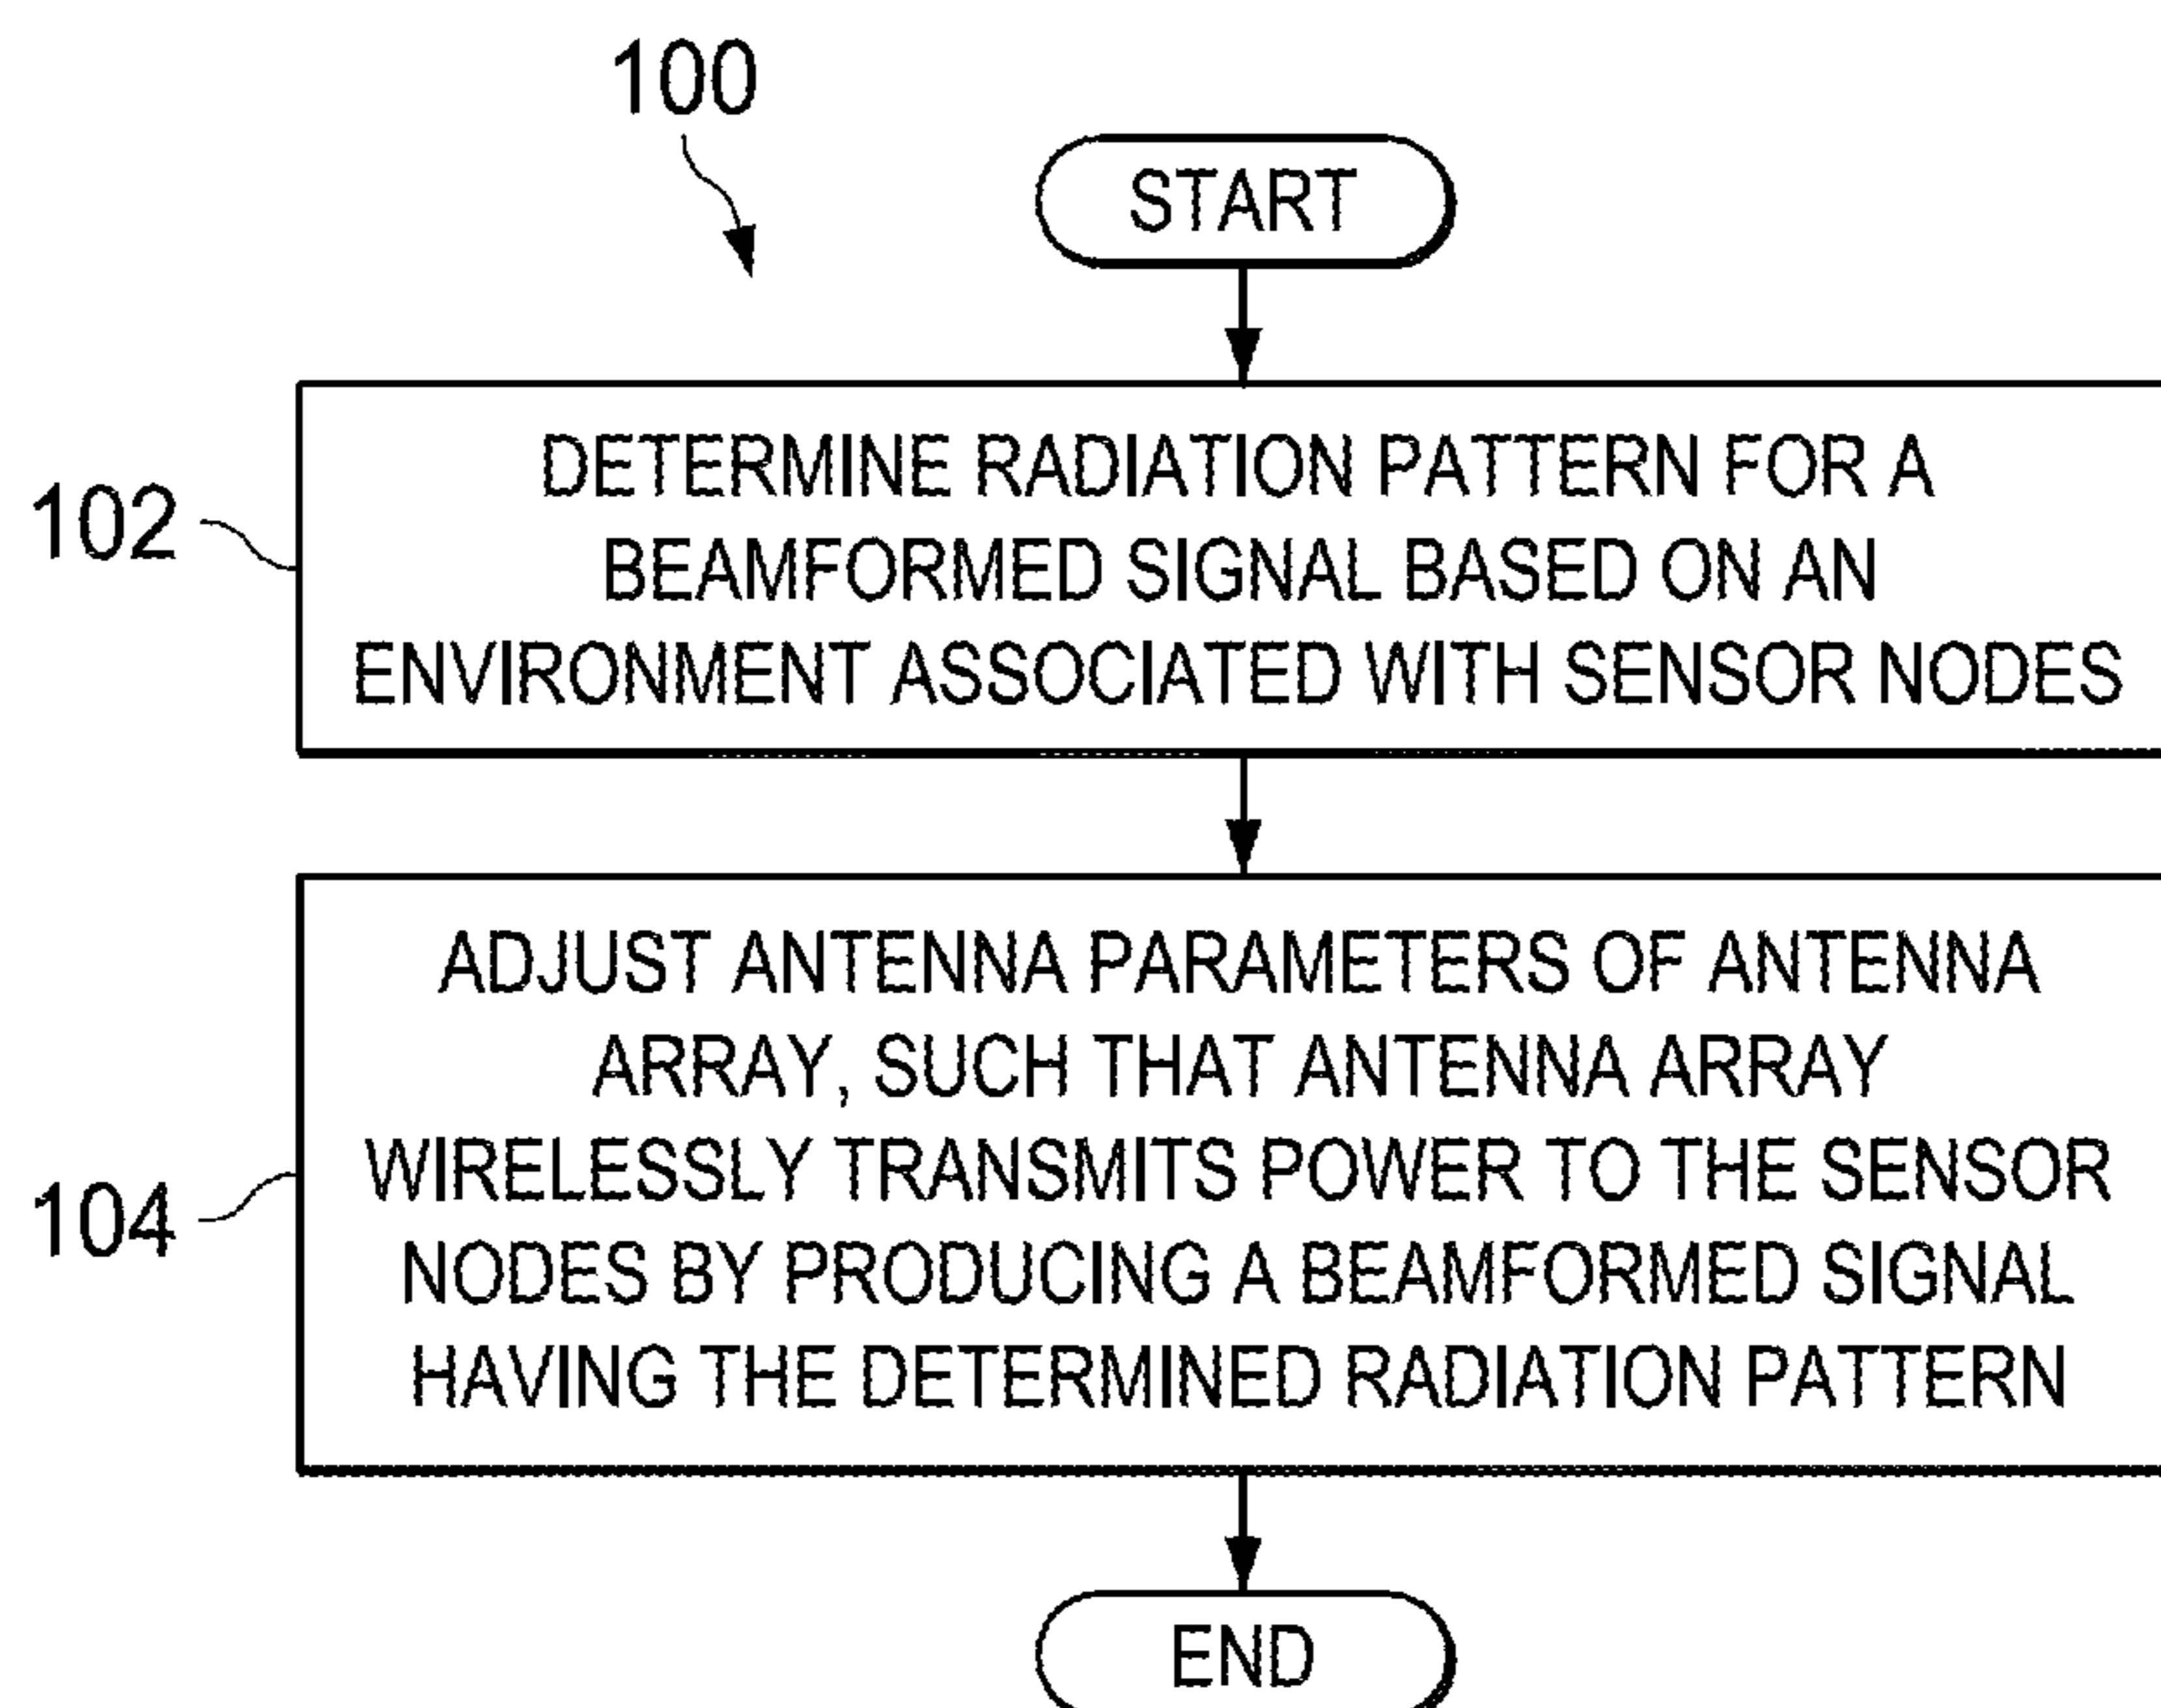 100
START
102
DETERMINE RADIATION PATTERN FOR A
BEAMFORMED SIGNAL BASED ON AN
ENVIRONMENT ASSOCIATED WITH SENSOR NODES
104
ADJUST ANTENNA PARAMETERS OF ANTENNA
ARRAY, SUCH THAT ANTENNA ARRAY
WIRELESSLY TRANSMITS POWER TO THE SENSOR
NODES BY PRODUCING A BEAMFORMED SIGNAL
HAVING THE DETERMINED RADIATION PATTERN
END